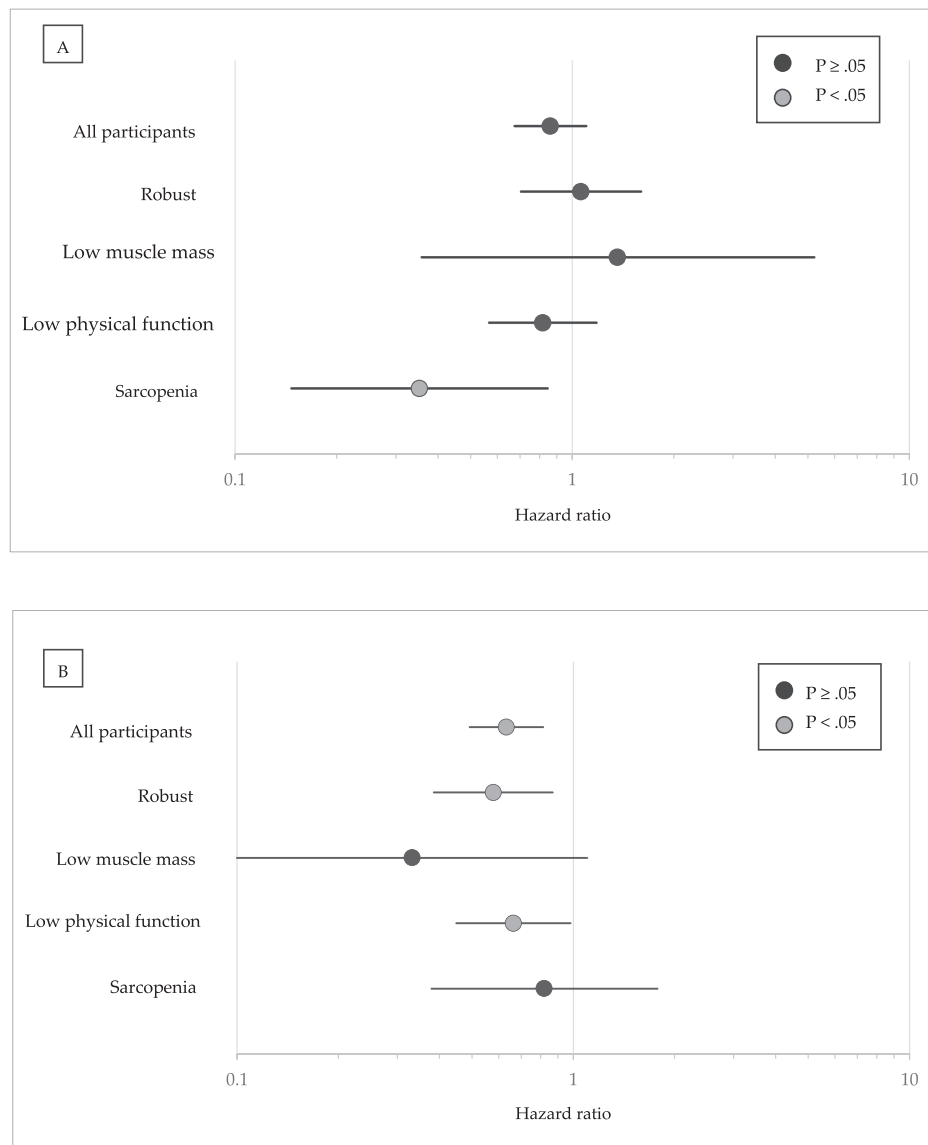 A
P ≥ .05
P < .05
All participants
Robust
Low muscle mass
Low physical function
Sarcopenia
0.1
1
10
Hazard ratio
B
P ≥ .05
P < .05
All participants
Robust
Low muscle mass
Low physical function
Sarcopenia
0.1
1
10
Hazard ratio